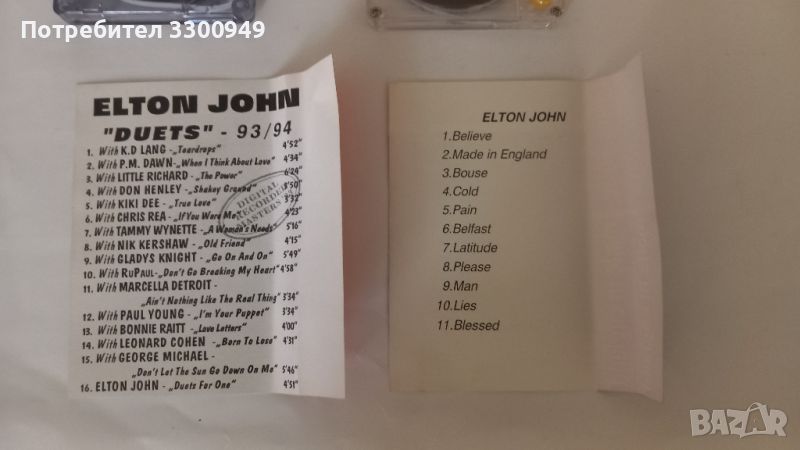 Потребител 3300949
ELTON JOHN
"DUETS" - 93/94
1. With K.D LANG -„Teardrops" 4'52"
2. With P.M. DAWN-„When I Think About Love" 4'34"
3. With LITTLE RICHARD -„The Power" 6'24"
4. With DON HENLEY -„Shakey Ground" 3'50"
5. With KIKI DEE -„True Love" 3'32"
6. With CHRIS REA -„If You Were Me" 4'23"
7. With TAMMY WYNETTE -„A Woman's Needs" 5'16"
8. With NIK KERSHAW -„Old Friend" 4'15"
9. With GLADYS KNIGHT -„Go On And On" 5'49"
10. With RuPAUL-„Don't Go Breaking My Heart" 4'58"
11. With MARCELLA DETROIT -
„Ain't Nothing Like The Real Thing" 3'34"
12. With PAUL YOUNG -„I'm Your Puppet" 3'34"
13. With BONNIE RAITT -„Love Letters" 4'00"
14. With LEONARD COHEN -„Born To Lose" 4'31"
15. With GEORGE MICHAEL -
„Don't Let The Sun Go Down On Me" 5'46"
16. ELTON JOHN -„Duets For One" 4'51"
DIGITAL
RECORDED
MASTERS
ELTON JOHN
1.Believe
2.Made in England
3.Bouse
4.Cold
5.Pain
6.Belfast
7.Latitude
8.Please
9.Man
10.Lies
11.Blessed
BAZAR